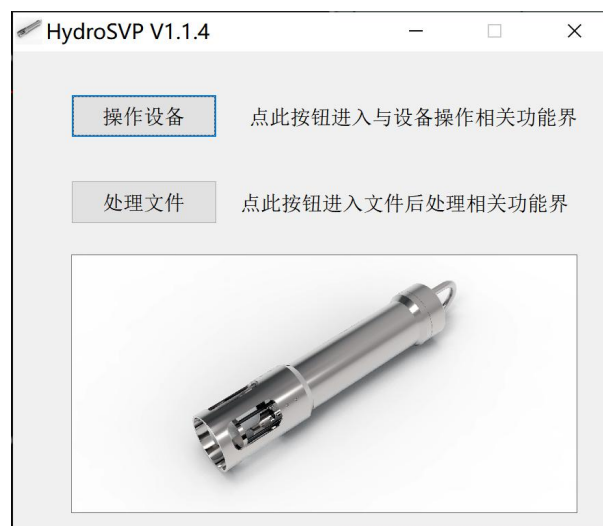 HydroSVP V1.1.4
操作设备 点此按钮进入与设备操作相关功能界
处理文件 点此按钮进入文件后处理相关功能界